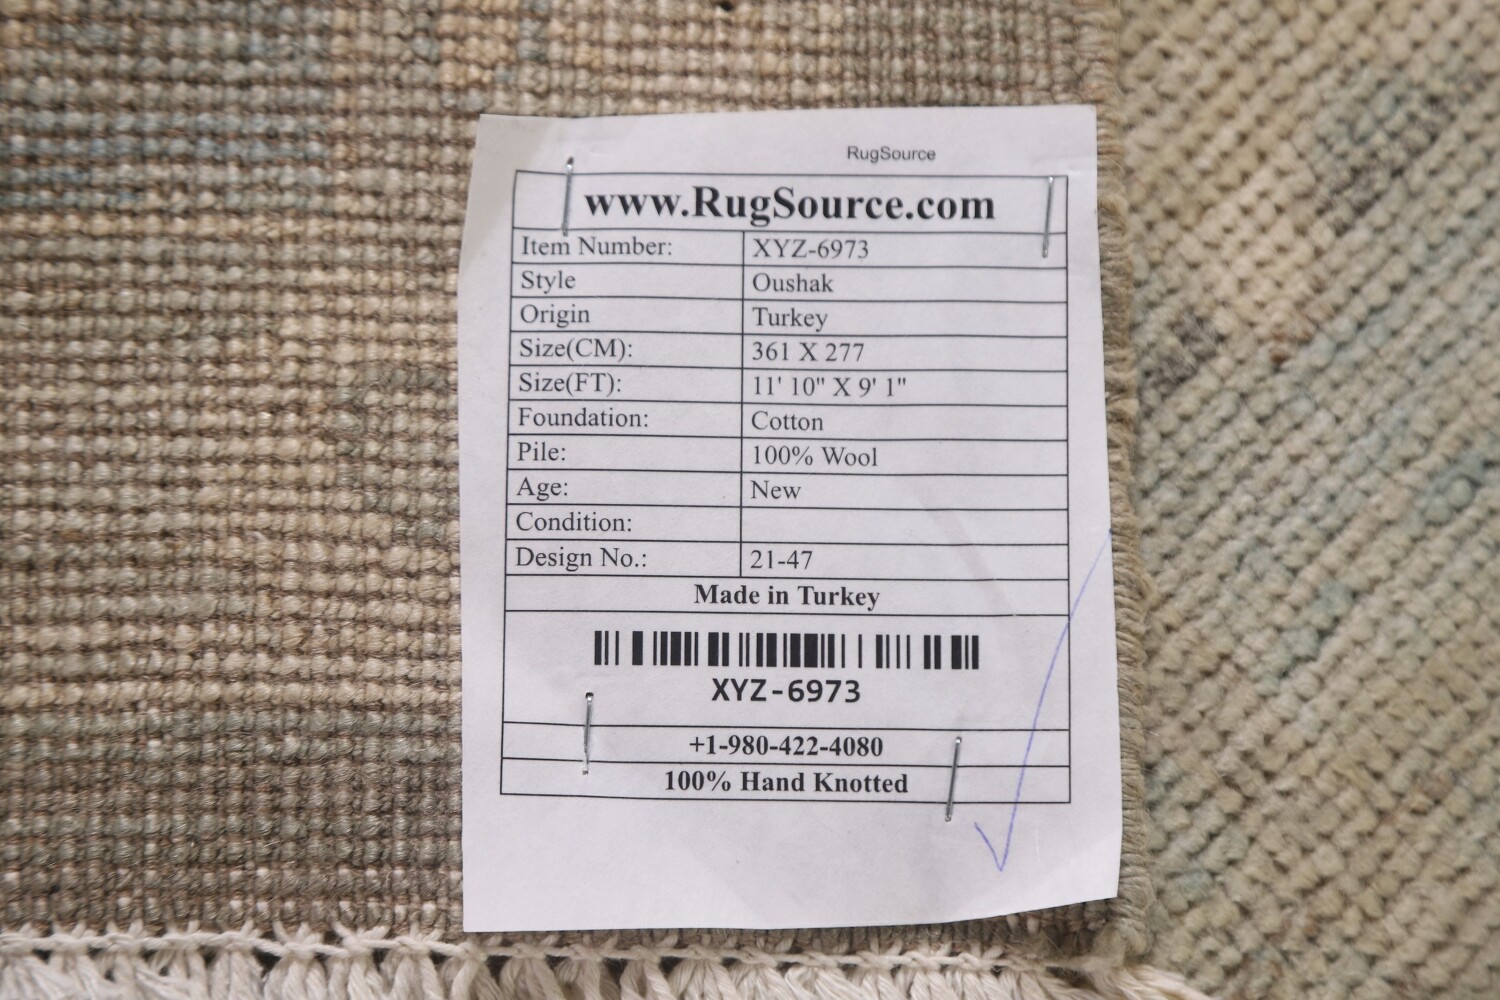 RugSource
www.RugSource.com
Item Number: XYZ-6973
Style Oushak
Origin Turkey
Size(CM): 361 X 277
Size(FT): 11' 10" X 9' 1"
Foundation: Cotton
Pile: 100% Wool
Age: New
Condition:
Design No.: 21-47
Made in Turkey
XYZ-6973
+1-980-422-4080
100% Hand Knotted